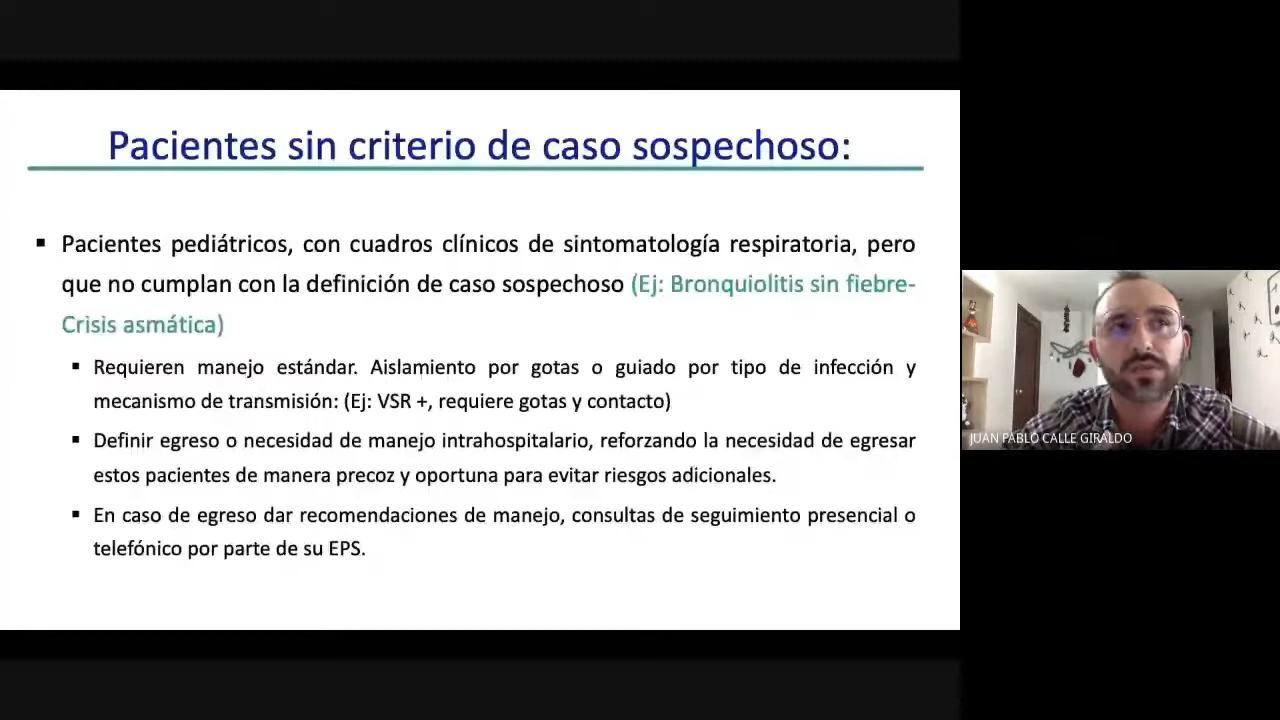 Pacientes sin criterio de caso sospechoso:
▪ Pacientes pediátricos, con cuadros clínicos de sintomatología respiratoria, pero
que no cumplan con la definición de caso sospechoso (Ej: Bronquiolitis sin fiebre-
Crisis asmática)
▪ Requieren manejo estándar. Aislamiento por gotas o guiado por tipo de infección y
mecanismo de transmisión: (Ej: VSR +, requiere gotas y contacto)
▪ Definir egreso o necesidad de manejo intrahospitalario, reforzando la necesidad de egresar
estos pacientes de manera precoz y oportuna para evitar riesgos adicionales.
▪ En caso de egreso dar recomendaciones de manejo, consultas de seguimiento presencial o
telefónico por parte de su EPS.
JUAN PABLO CALLE GIRALDO